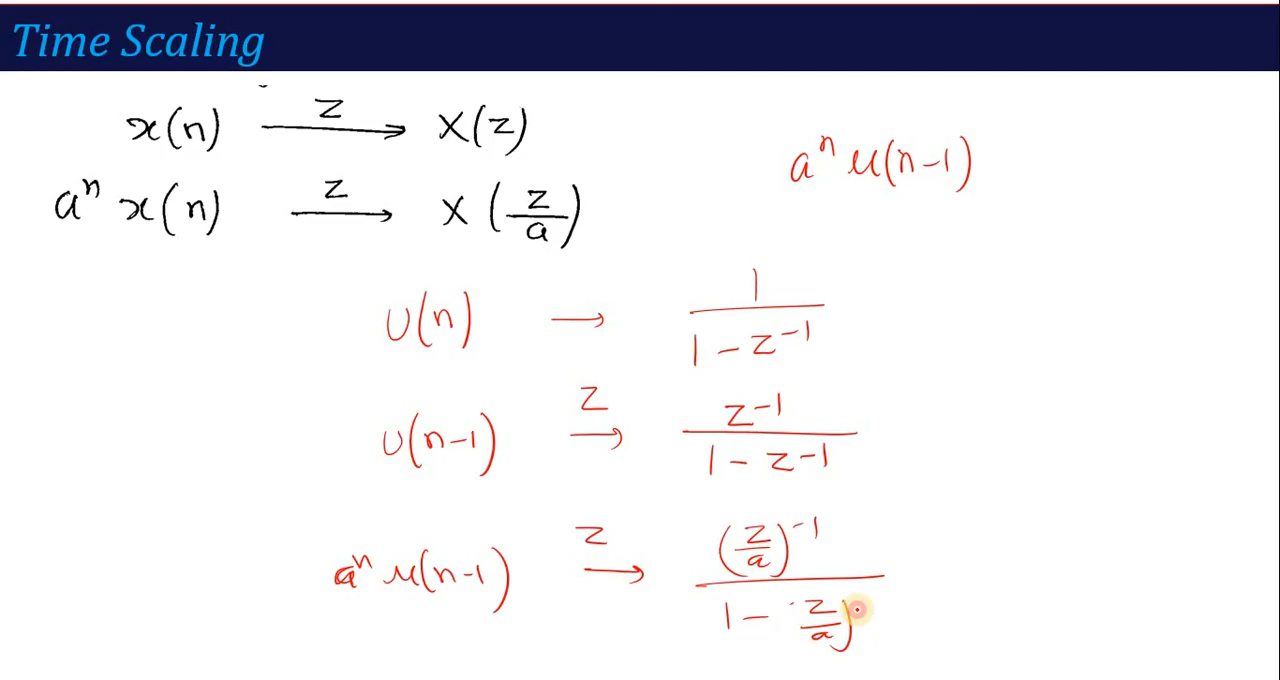 Time Scaling
x(n) —z→ X(z)
aⁿ x(n) —z→ X(z/a)
aⁿ u(n-1)
U(n) → 1/(1 - z⁻¹)
U(n-1) —z→ z⁻¹/(1 - z⁻¹)
aⁿ u(n-1) —z→ (z/a)⁻¹/(1 - z/a)